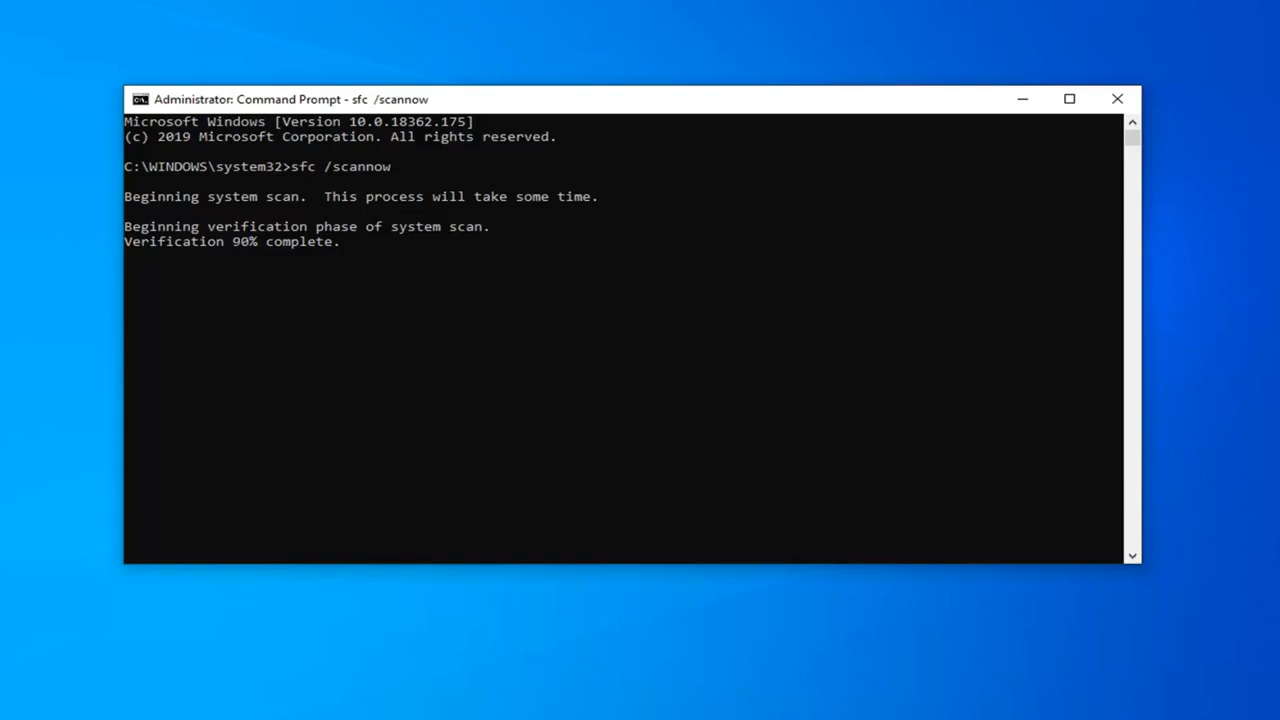 Administrator: Command Prompt - sfc  /scannow
Microsoft Windows [Version 10.0.18362.175]
(c) 2019 Microsoft Corporation. All rights reserved.
C:\WINDOWS\system32>sfc /scannow
Beginning system scan.  This process will take some time.
Beginning verification phase of system scan.
Verification 90% complete.